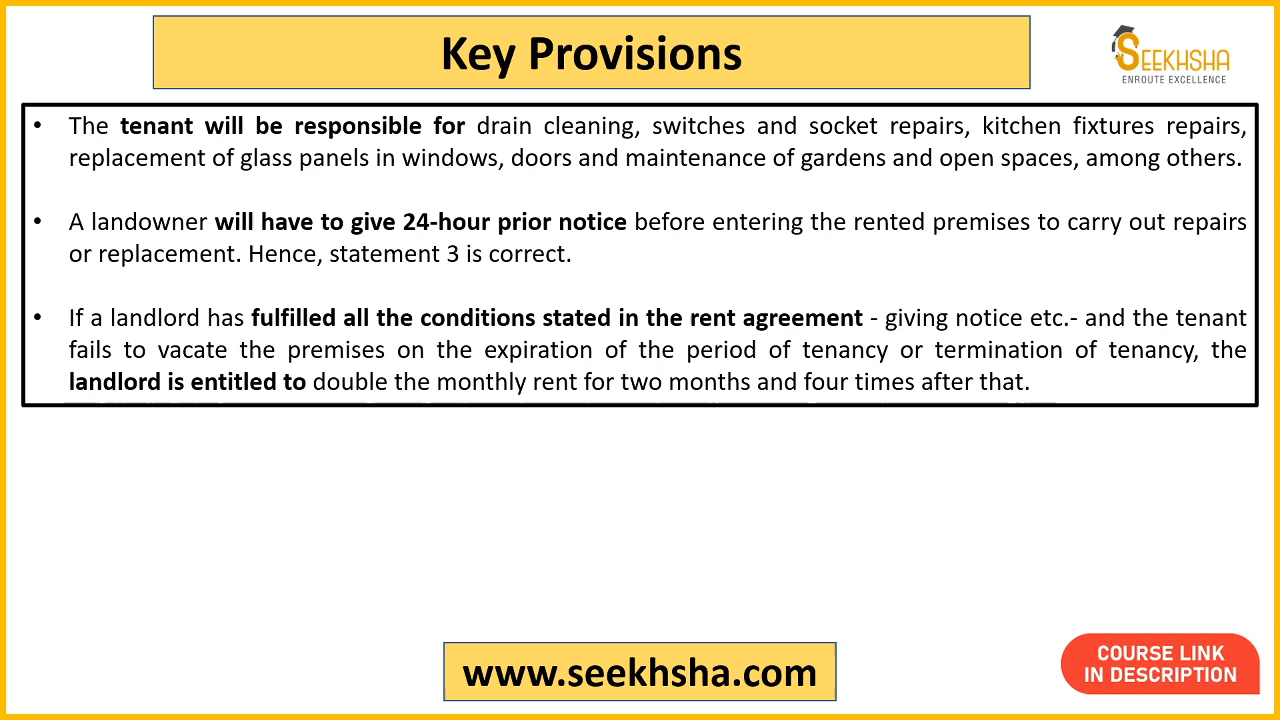 Key Provisions
SEEKHSHA
ENROUTE EXCELLENCE
• The tenant will be responsible for drain cleaning, switches and socket repairs, kitchen fixtures repairs,
replacement of glass panels in windows, doors and maintenance of gardens and open spaces, among others.
• A landowner will have to give 24-hour prior notice before entering the rented premises to carry out repairs
or replacement. Hence, statement 3 is correct.
• If a landlord has fulfilled all the conditions stated in the rent agreement - giving notice etc.- and the tenant
fails to vacate the premises on the expiration of the period of tenancy or termination of tenancy, the
landlord is entitled to double the monthly rent for two months and four times after that.
www.seekhsha.com
COURSE LINK
IN DESCRIPTION